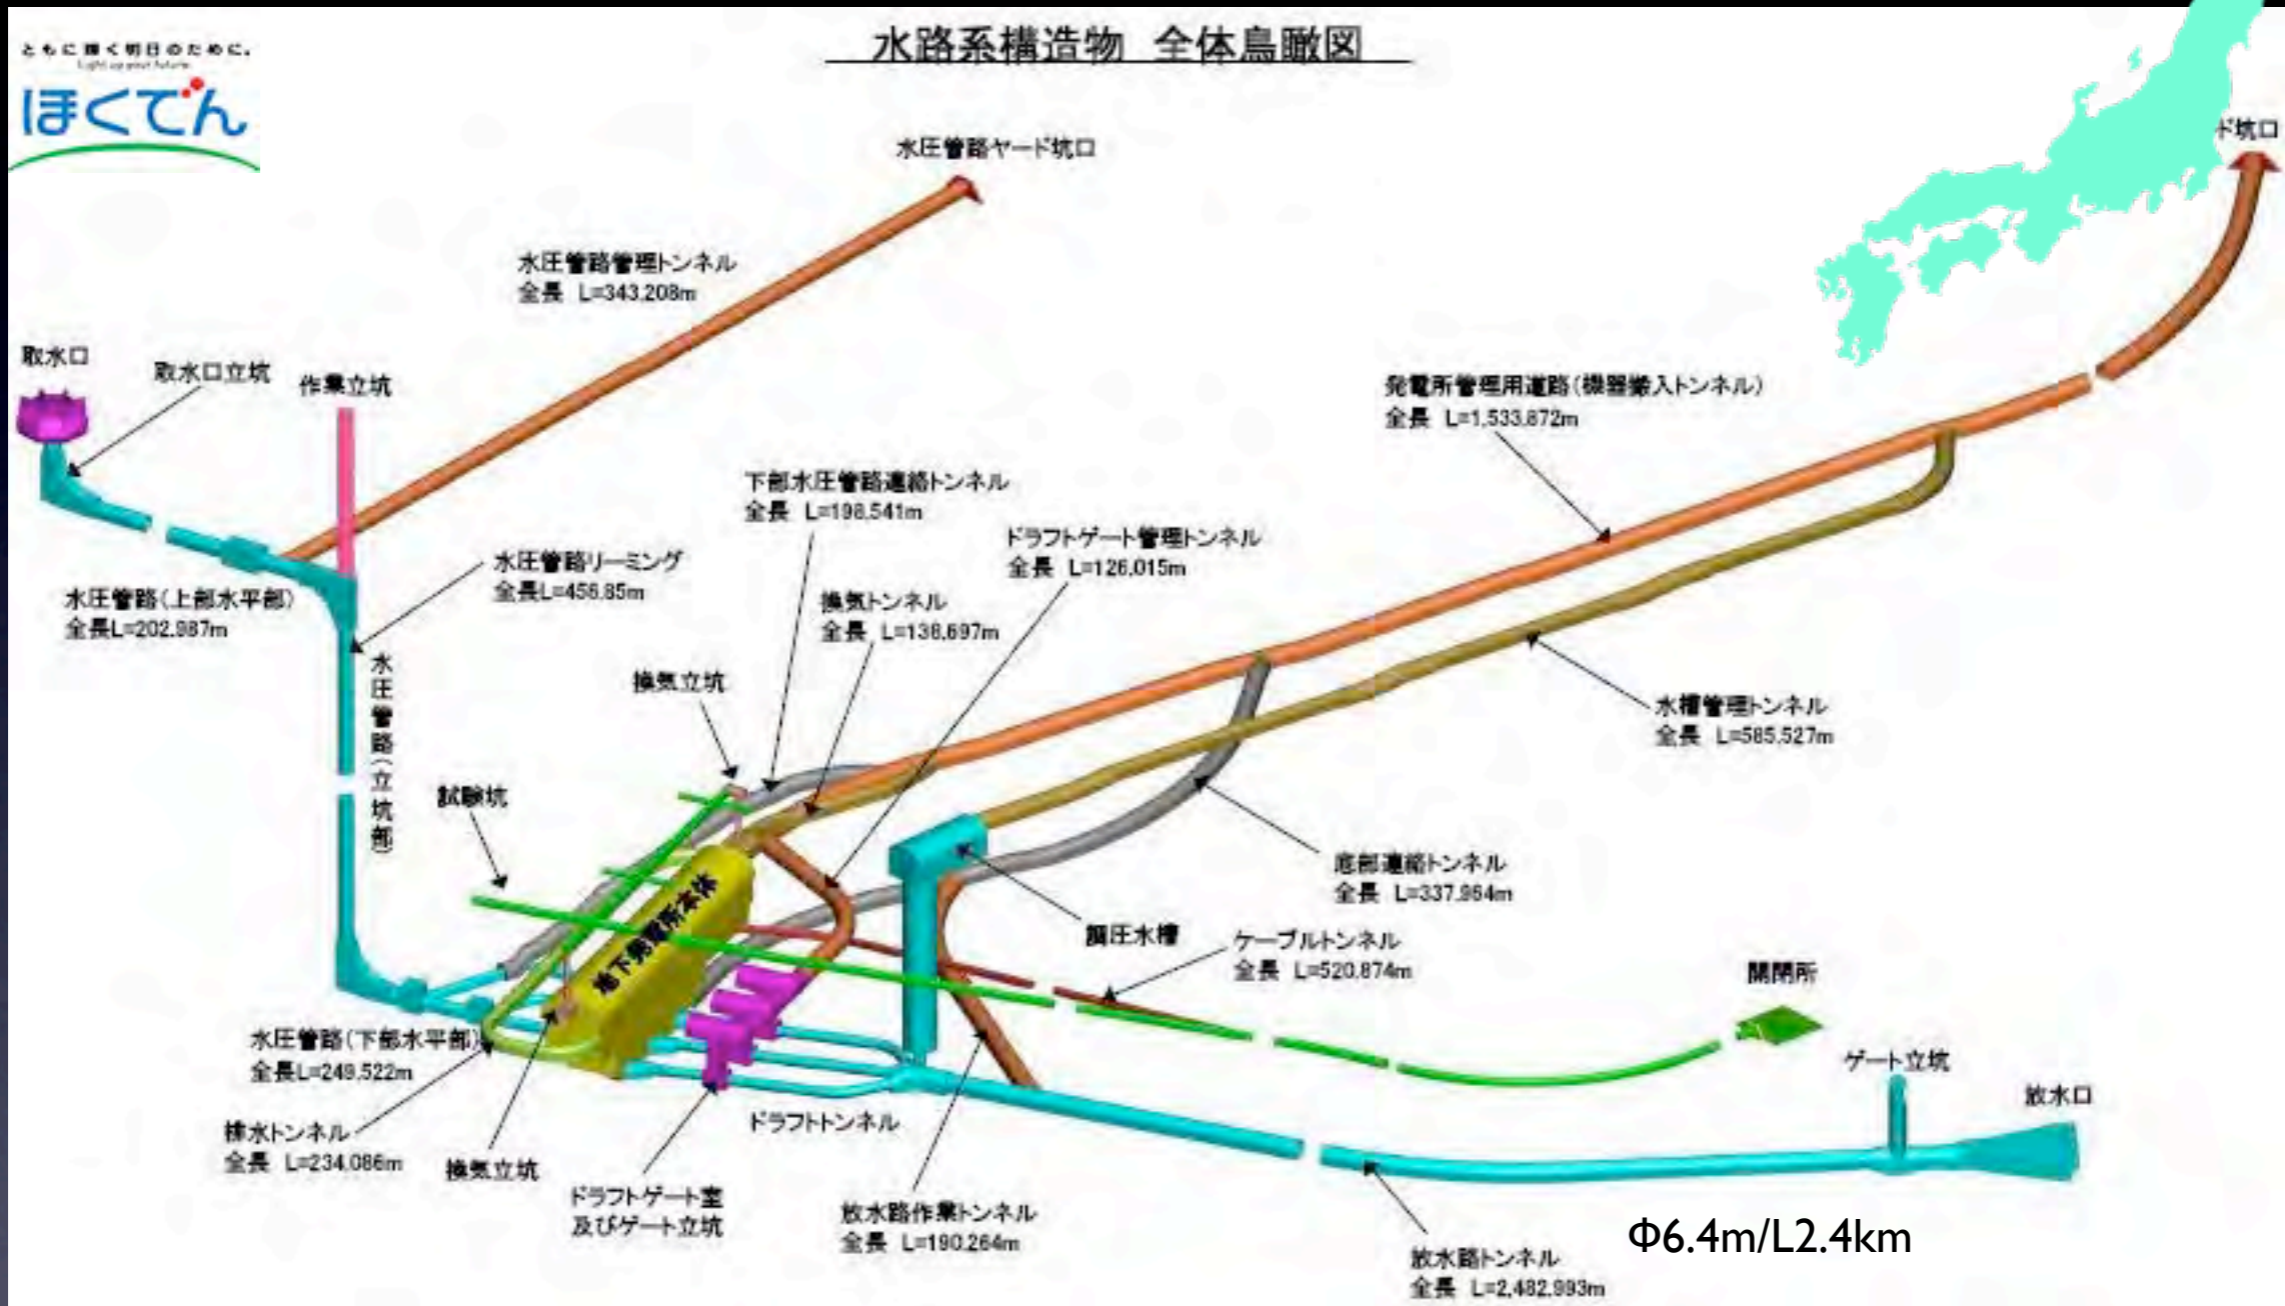 ともに輝く明日のために。
Light up your future.
ほくでん
水路系構造物 全体鳥瞰図
水圧管路ヤード坑口
ド坑口
水圧管路管理トンネル
全長 L=343.208m
取水口
取水口立坑
作業立坑
発電所管理用道路(機器搬入トンネル)
全長 L=1,533.872m
下部水圧管路連絡トンネル
全長 L=198.541m
ドラフトゲート管理トンネル
全長 L=126.015m
水圧管路リーミング
全長L=456.85m
換気トンネル
全長 L=138.697m
水圧管路(上部水平部)
全長L=202.987m
水圧管路(立坑部)
換気立坑
水槽管理トンネル
全長 L=585.527m
試験坑
底部連絡トンネル
全長 L=337.964m
地下発電所本体
調圧水槽
ケーブルトンネル
全長 L=520.874m
開閉所
水圧管路(下部水平部)
全長L=249.522m
ゲート立坑
放水口
排水トンネル
全長 L=234.086m
換気立坑
ドラフトトンネル
ドラフトゲート室
及びゲート立坑
放水路作業トンネル
全長 L=190.264m
Φ6.4m/L2.4km
放水路トンネル
全長 L=2,482.993m